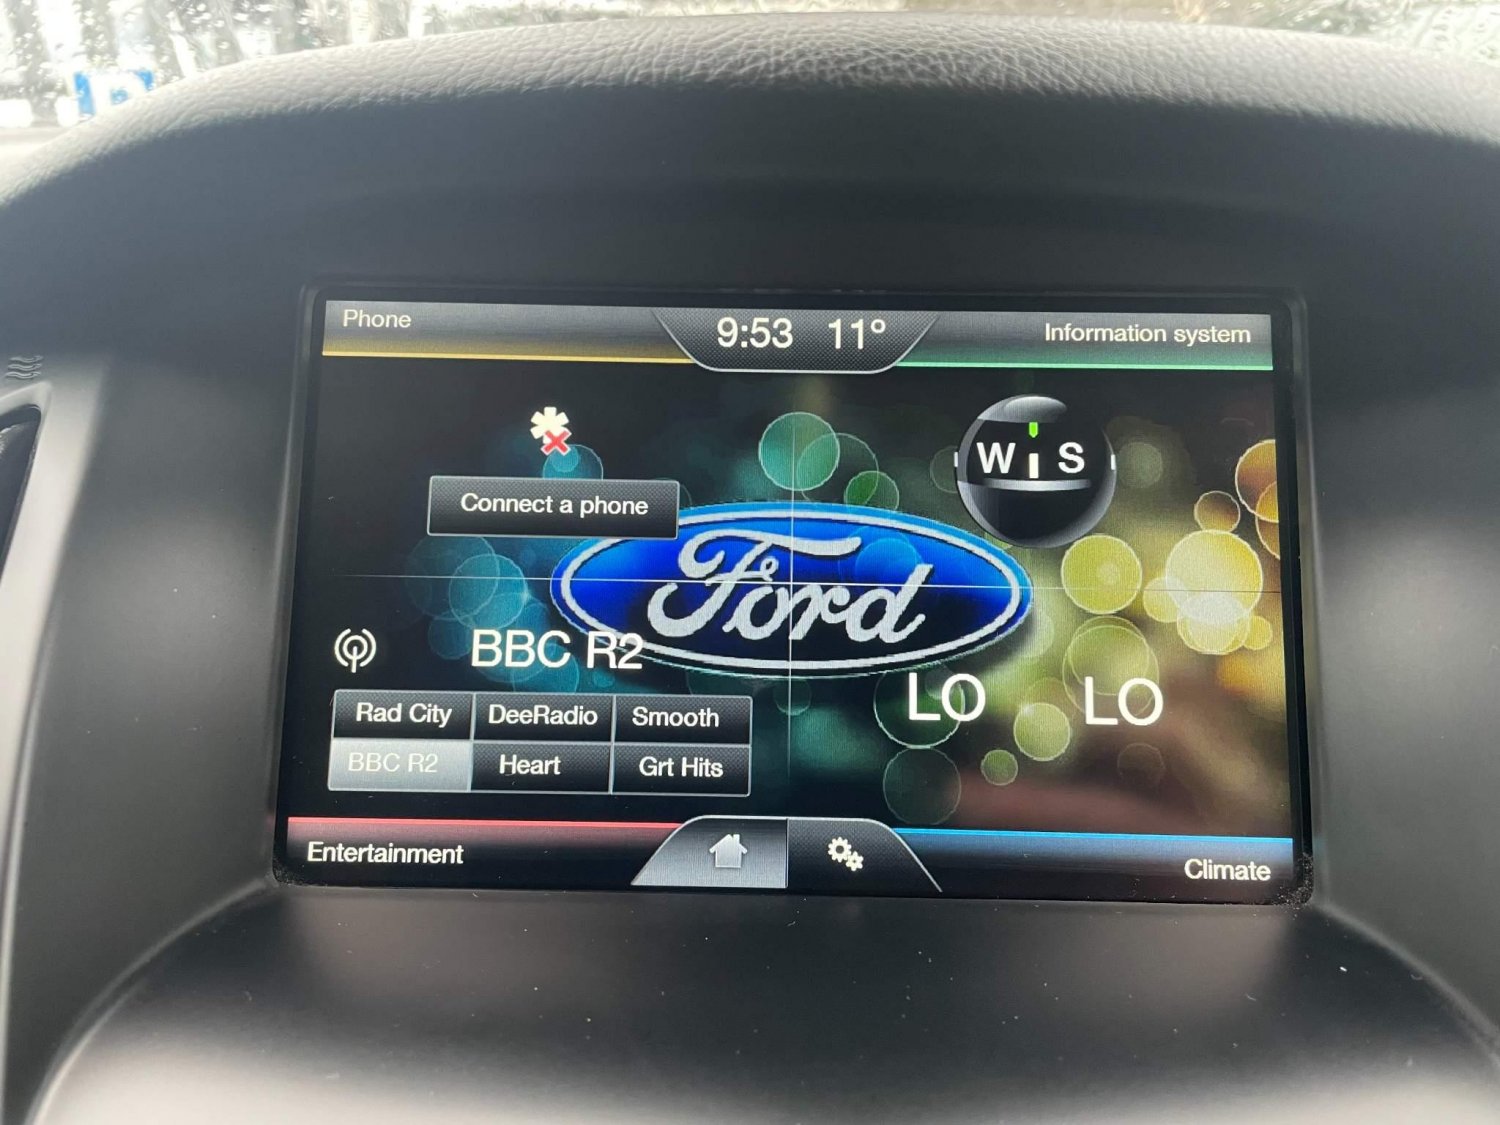 Phone
9:53 11°
Information system
W S
Connect a phone
Ford
BBC R2
LO LO
Rad City DeeRadio Smooth
BBC R2 Heart Grt Hits
Entertainment
Climate